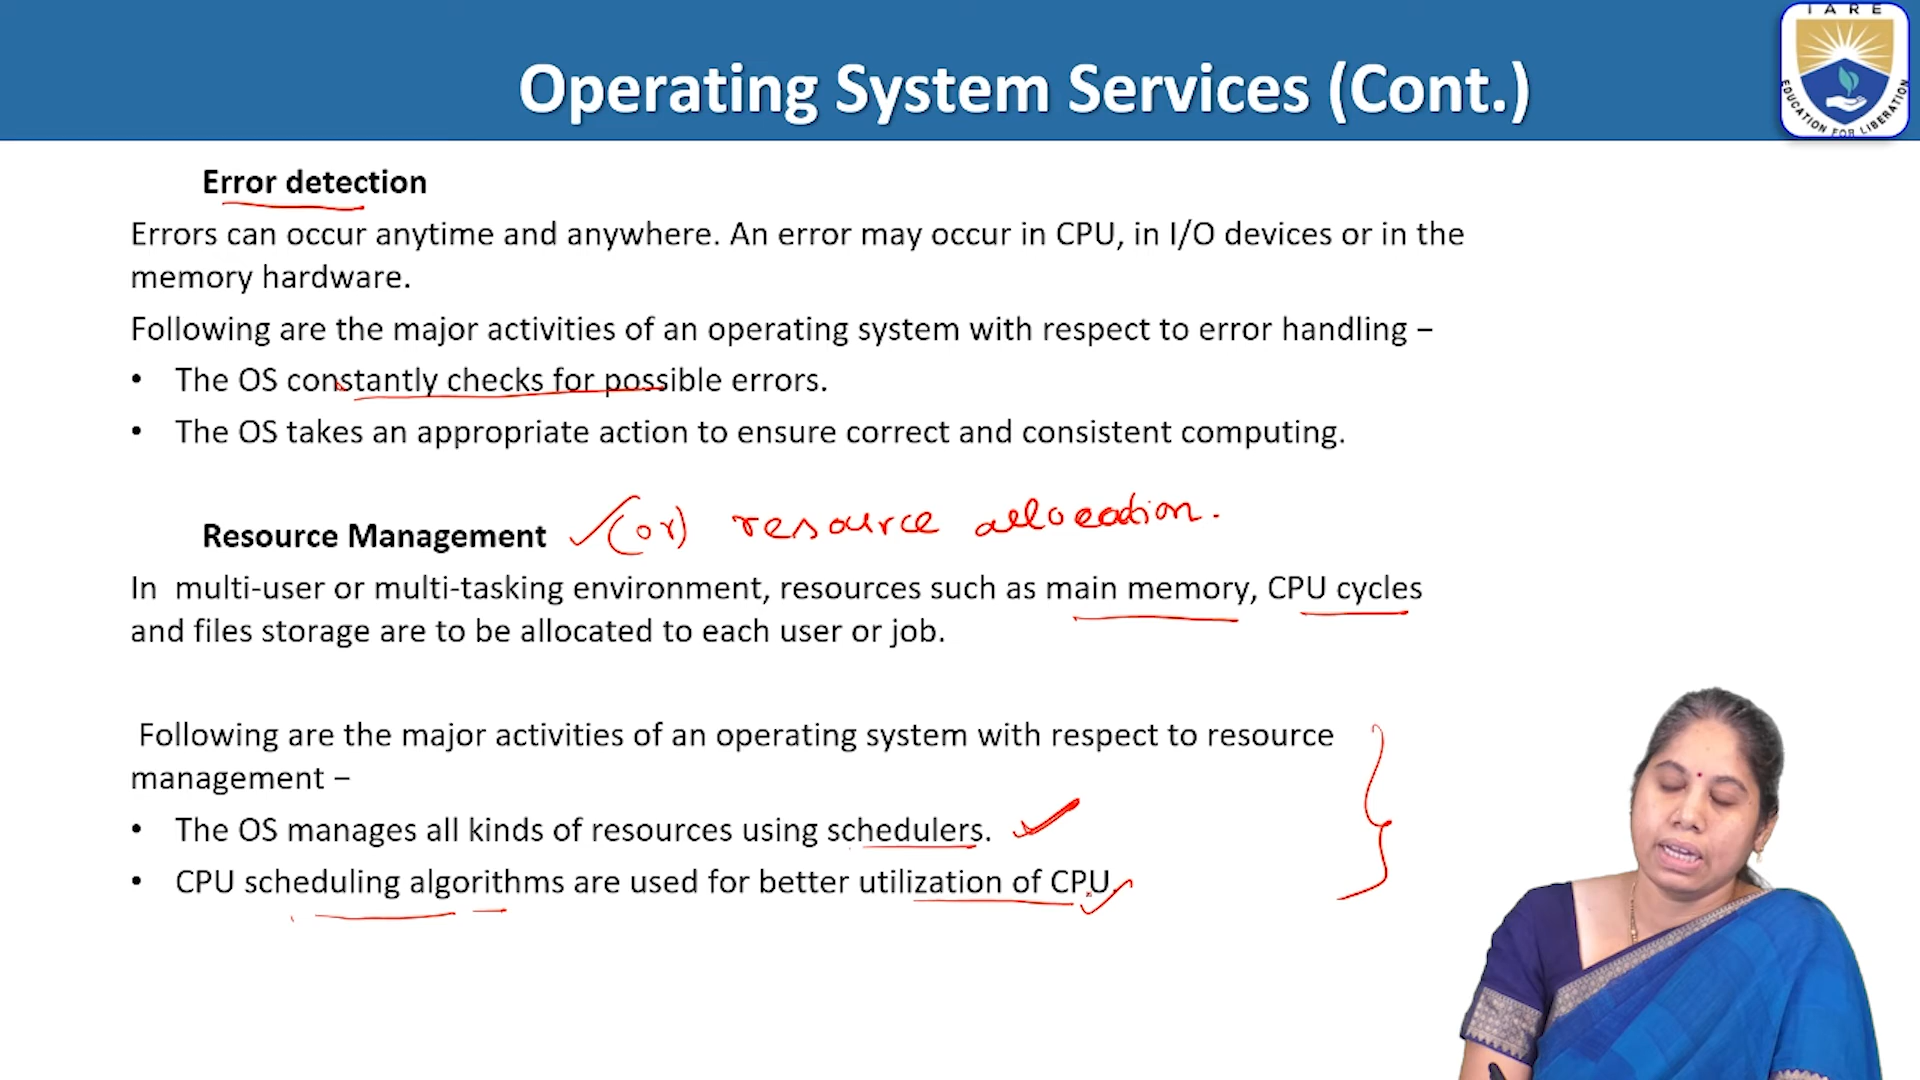 IARE
EDUCATION FOR LIBERATION
Operating System Services (Cont.)
Error detection
Errors can occur anytime and anywhere. An error may occur in CPU, in I/O devices or in the
memory hardware.
Following are the major activities of an operating system with respect to error handling −
• The OS constantly checks for possible errors.
• The OS takes an appropriate action to ensure correct and consistent computing.
Resource Management (or) resource allocation.
In multi-user or multi-tasking environment, resources such as main memory, CPU cycles
and files storage are to be allocated to each user or job.
Following are the major activities of an operating system with respect to resource
management −
• The OS manages all kinds of resources using schedulers.
• CPU scheduling algorithms are used for better utilization of CPU.